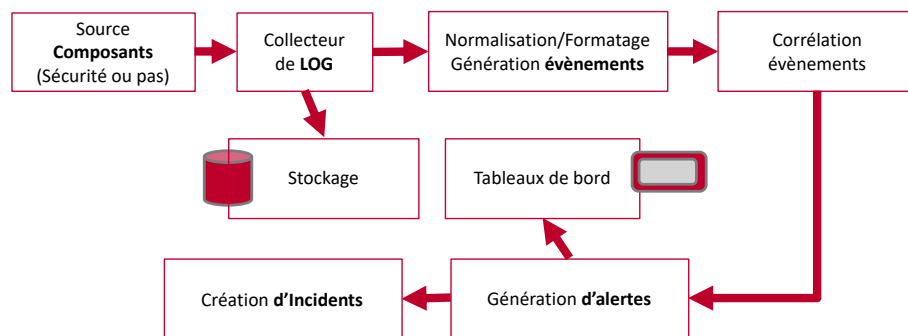 Source
Composants
(Sécurité ou pas)
Collecteur
de LOG
Normalisation/Formatage
Génération évènements
Corrélation
évènements
Stockage
Tableaux de bord
Création d'Incidents
Génération d'alertes